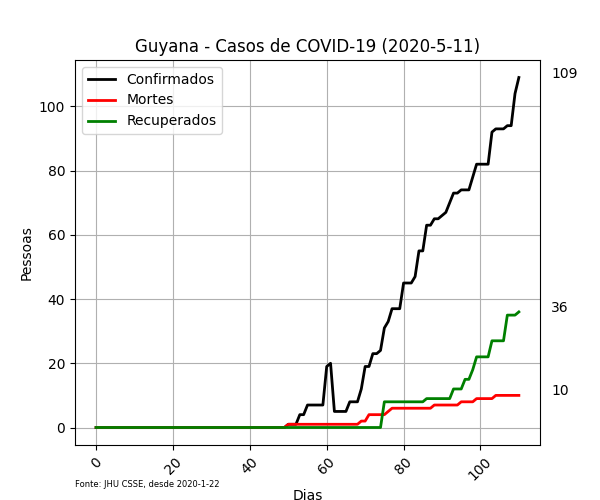 Guyana - Casos de COVID-19 (2020-5-11)
Confirmados
Mortes
Recuperados
109
36
10
Pessoas
100
80
60
40
20
0
0
20
40
60
80
100
Fonte: JHU CSSE, desde 2020-1-22
Dias